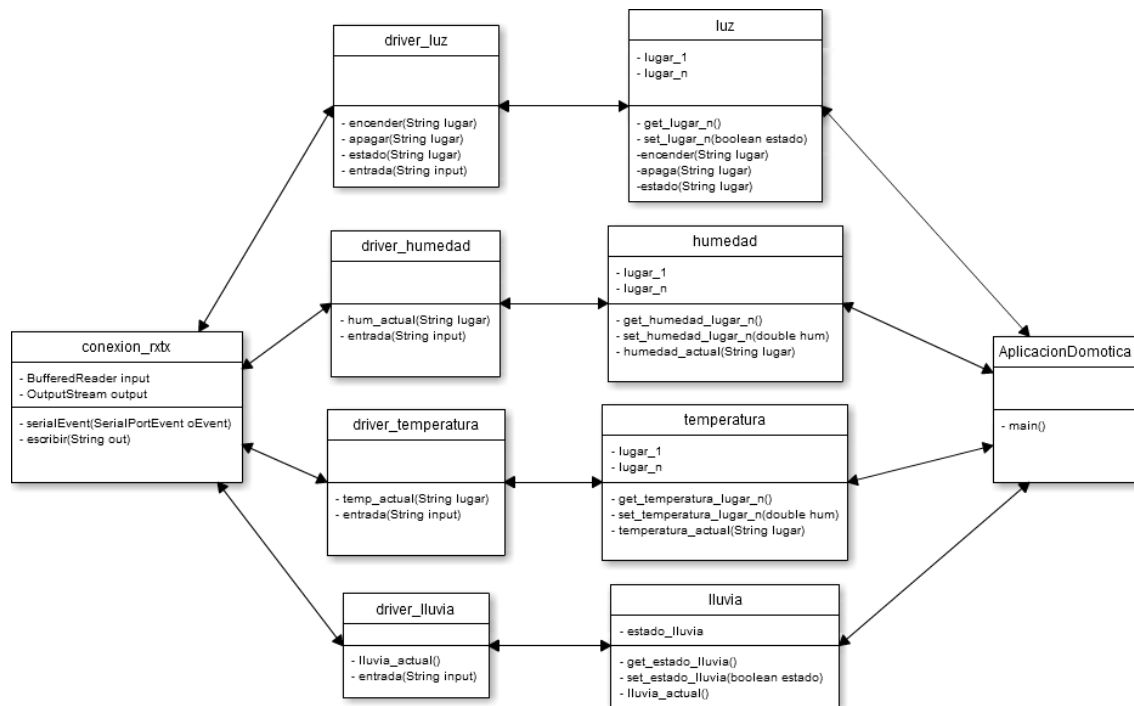 driver_luz
- encender(String lugar)
- apagar(String lugar)
- estado(String lugar)
- entrada(String input)
luz
- lugar_1
- lugar_n
- get_lugar_n()
- set_lugar_n(boolean estado)
-encender(String lugar)
-apaga(String lugar)
-estado(String lugar)
driver_humedad
- hum_actual(String lugar)
- entrada(String input)
humedad
- lugar_1
- lugar_n
- get_humedad_lugar_n()
- set_humedad_lugar_n(double hum)
- humedad_actual(String lugar)
conexion_rxtx
- BufferedReader input
- OutputStream output
- serialEvent(SerialPortEvent oEvent)
- escribir(String out)
AplicacionDomotica
- main()
driver_temperatura
- temp_actual(String lugar)
- entrada(String input)
temperatura
- lugar_1
- lugar_n
- get_temperatura_lugar_n()
- set_temperatura_lugar_n(double hum)
- temperatura_actual(String lugar)
driver_lluvia
- lluvia_actual()
- entrada(String input)
lluvia
- estado_lluvia
- get_estado_lluvia()
- set_estado_lluvia(boolean estado)
- lluvia_actual()